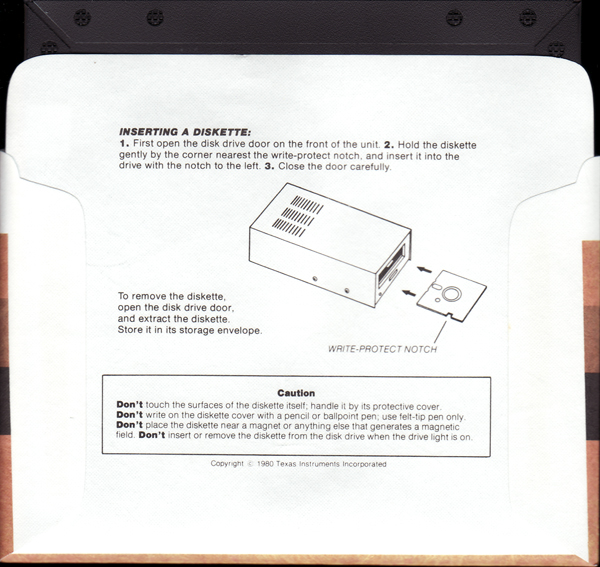 INSERTING A DISKETTE:
1. First open the disk drive door on the front of the unit. 2. Hold the diskette
gently by the corner nearest the write-protect notch, and insert it into the
drive with the notch to the left. 3. Close the door carefully.
To remove the diskette,
open the disk drive door,
and extract the diskette.
Store it in its storage envelope.
WRITE-PROTECT NOTCH
Caution
Don't touch the surfaces of the diskette itself; handle it by its protective cover.
Don't write on the diskette cover with a pencil or ballpoint pen; use felt-tip pen only.
Don't place the diskette near a magnet or anything else that generates a magnetic
field. Don't insert or remove the diskette from the disk drive when the drive light is on.
Copyright © 1980 Texas Instruments Incorporated